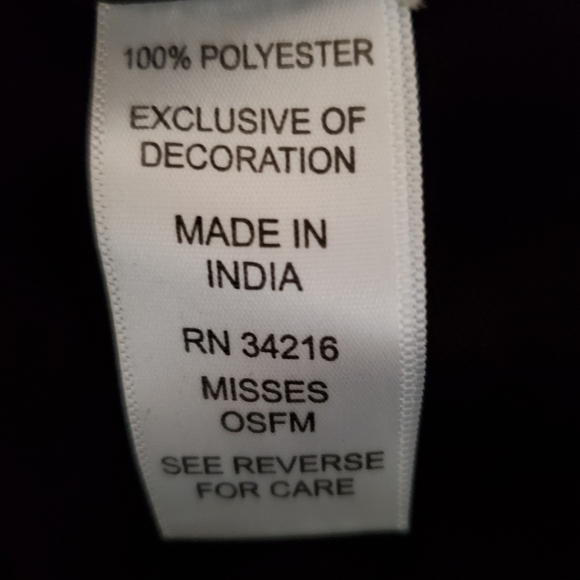 100% POLYESTER
EXCLUSIVE OF
DECORATION
MADE IN
INDIA
RN 34216
MISSES
OSFM
SEE REVERSE
FOR CARE